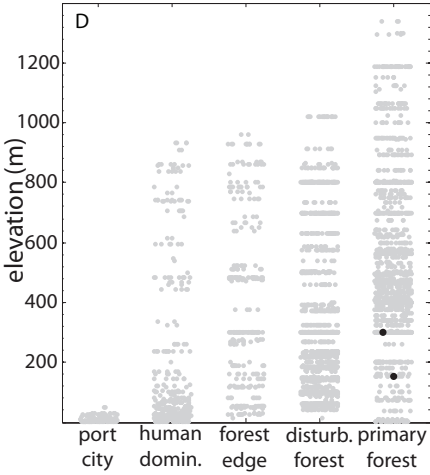 D
1200
1000
800
600
400
200
elevation (m)
port city
human domin.
forest edge
disturb. forest
primary forest